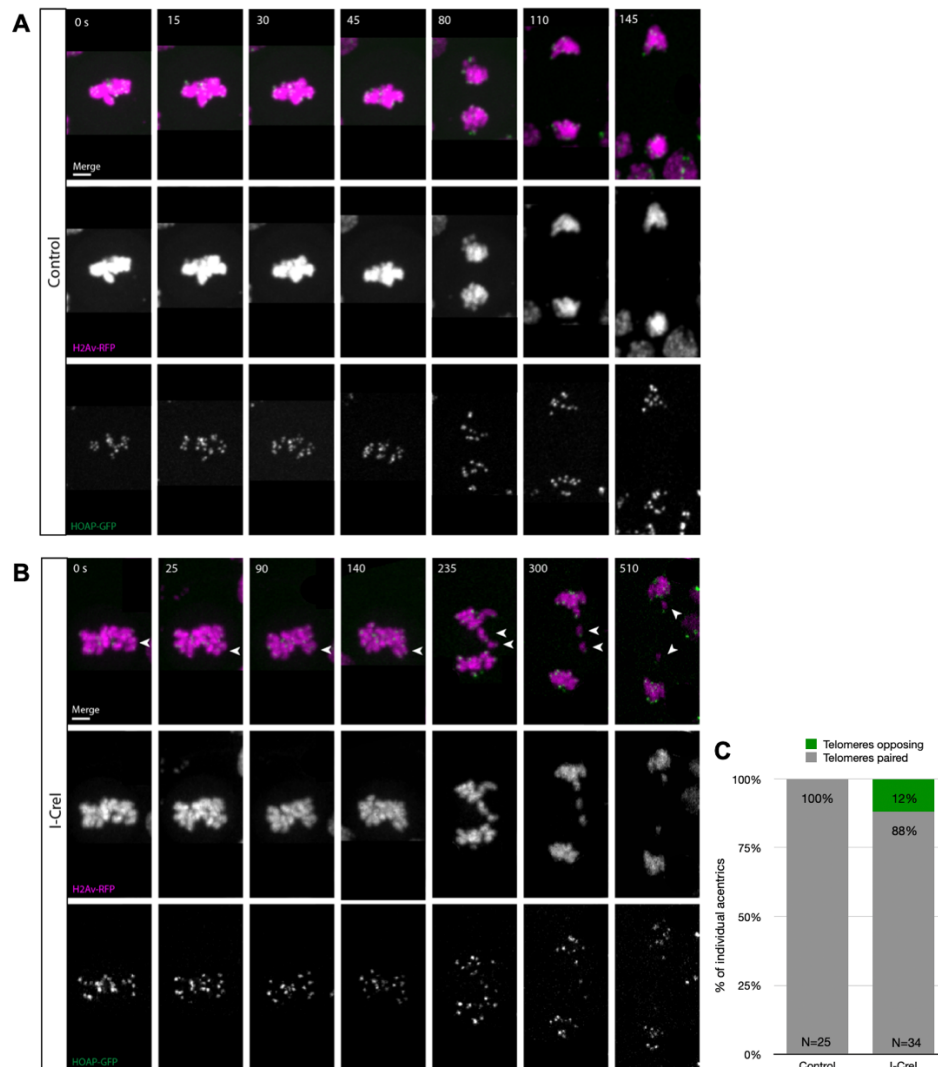 A
Control
0 s
15
30
45
80
110
145
Merge
H2Av-RFP
HOAP-GFP
B
I-CreI
0 s
25
90
140
235
300
510
Merge
H2Av-RFP
HOAP-GFP
C
Telomeres opposing
Telomeres paired
% of individual acentrics
100%
75%
50%
25%
0%
100%
12%
88%
N=25
N=34
Control
I-CreI